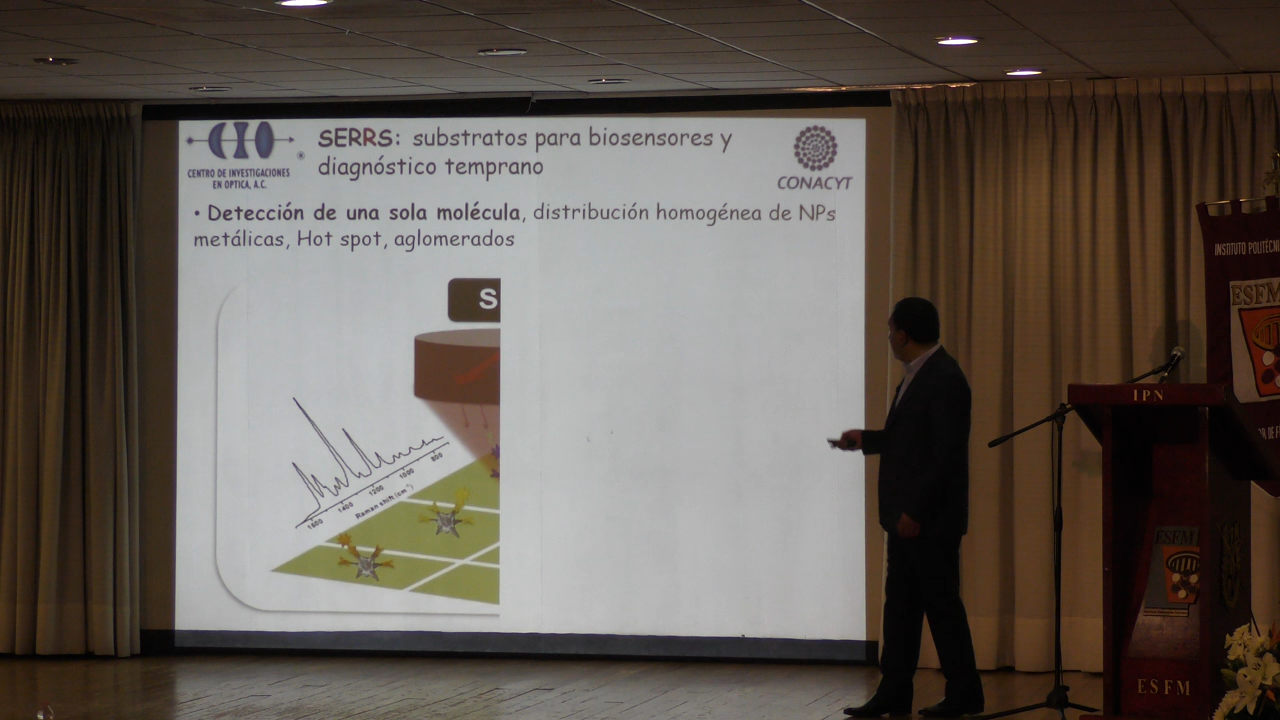 CIO
CENTRO DE INVESTIGACIONES
EN OPTICA, A.C.
SERRS: substratos para biosensores y
diagnóstico temprano
CONACYT
• Detección de una sola molécula, distribución homogénea de NPs
metálicas, Hot spot, aglomerados
S
1600 1400 1200 1000 800
Raman shift (cm⁻¹)
INSTITUTO POLITÉCNI
ESFM
IPN
ESFM
ESFM